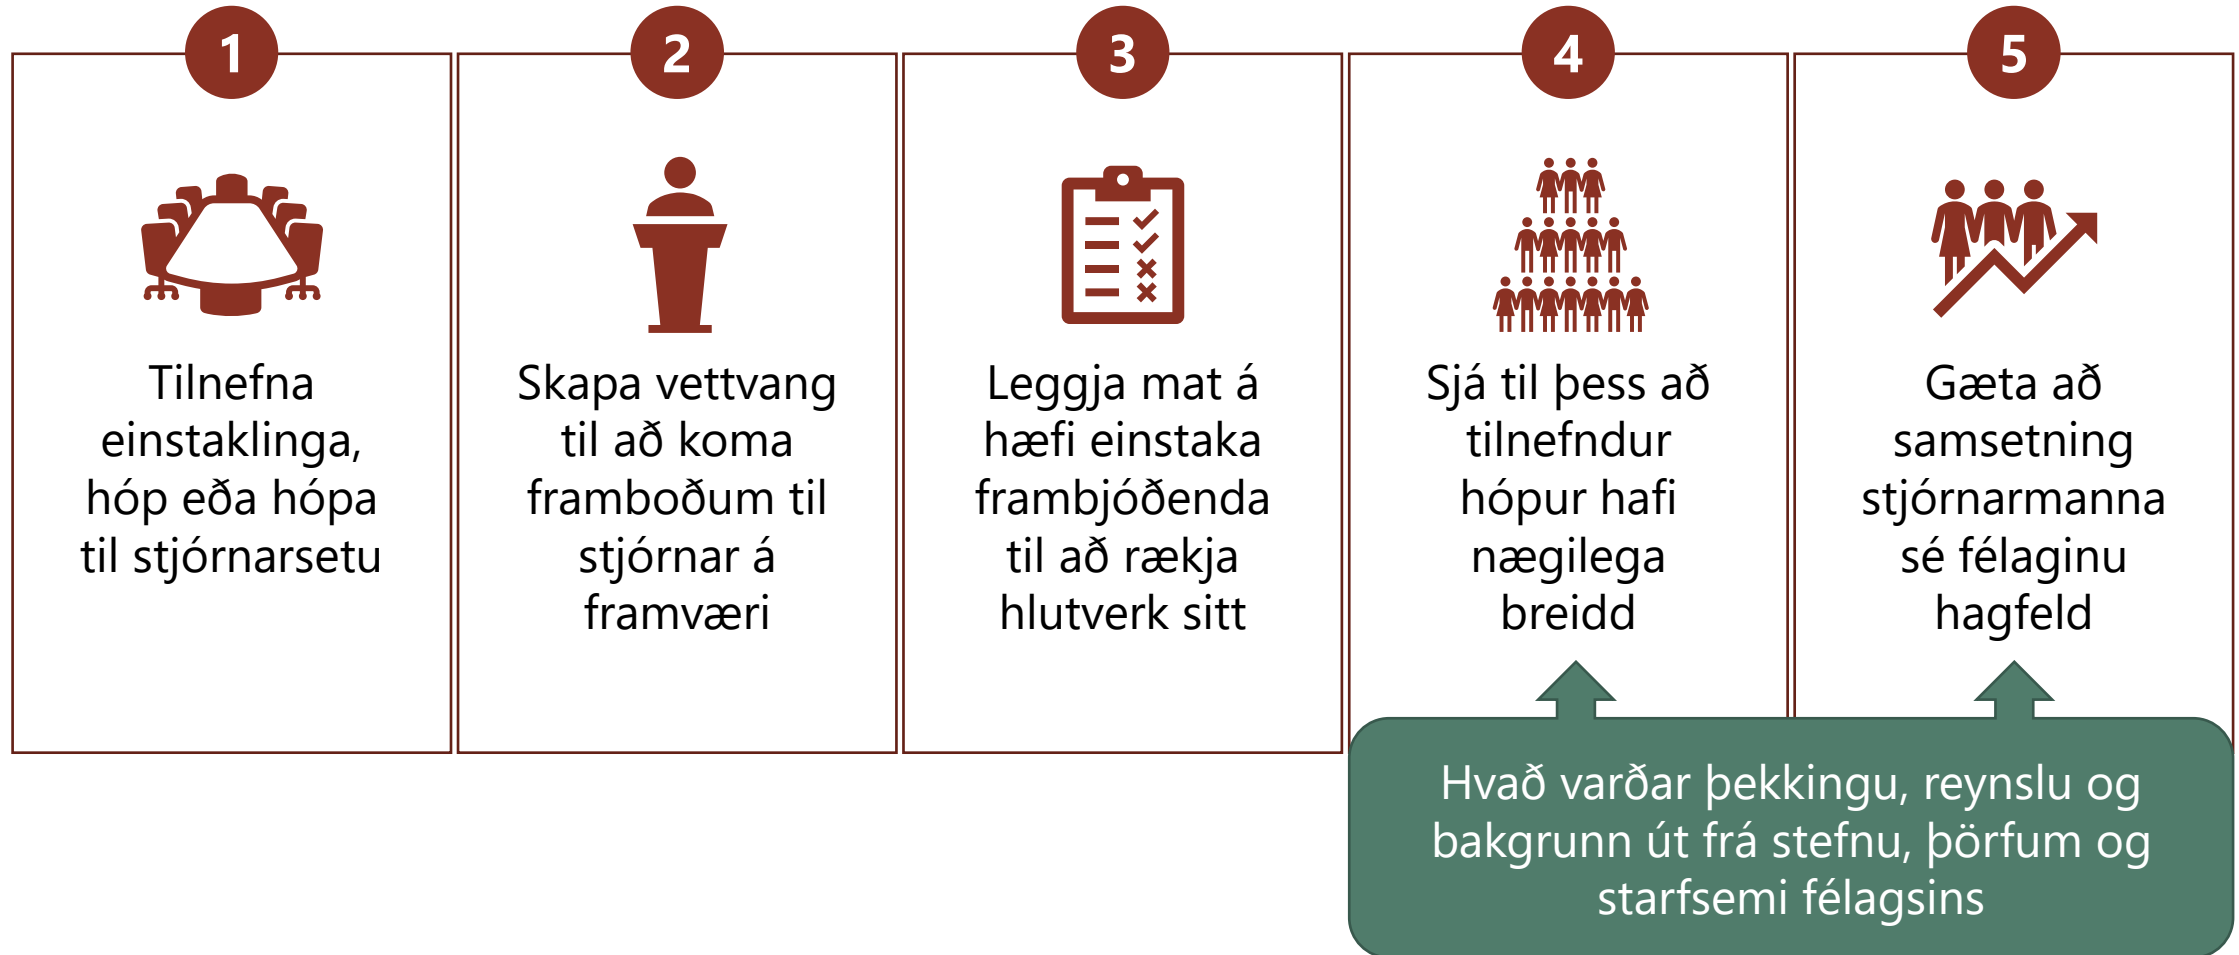 1
Tilnefna
einstaklinga,
hóp eða hópa
til stjórnarsetu
2
Skapa vettvang
til að koma
framboðum til
stjórnar á
framværi
3
Leggja mat á
hæfi einstaka
frambjóðenda
til að rækja
hlutverk sitt
4
Sjá til þess að
tilnefndur
hópur hafi
nægilega
breidd
5
Gæta að
samsetning
stjórnarmanna
sé félaginu
hagfeld
Hvað varðar þekkingu, reynslu og
bakgrunn út frá stefnu, þörfum og
starfsemi félagsins